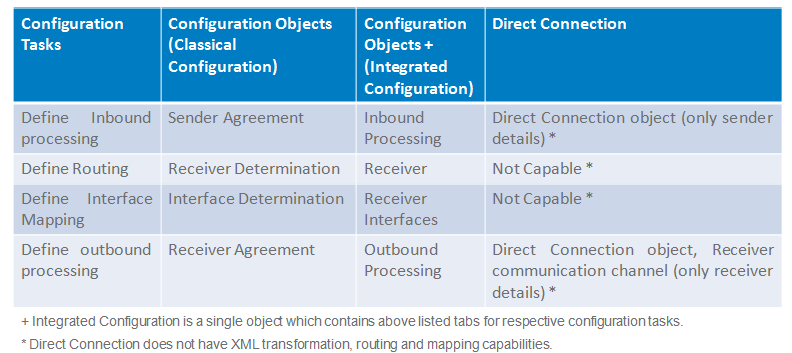 Configuration Tasks
Configuration Objects (Classical Configuration)
Configuration Objects + (Integrated Configuration)
Direct Connection
Define Inbound processing
Sender Agreement
Inbound Processing
Direct Connection object (only sender details) *
Define Routing
Receiver Determination
Receiver
Not Capable *
Define Interface Mapping
Interface Determination
Receiver Interfaces
Not Capable *
Define outbound processing
Receiver Agreement
Outbound Processing
Direct Connection object, Receiver communication channel (only receiver details) *
+ Integrated Configuration is a single object which contains above listed tabs for respective configuration tasks.
* Direct Connection does not have XML transformation, routing and mapping capabilities.